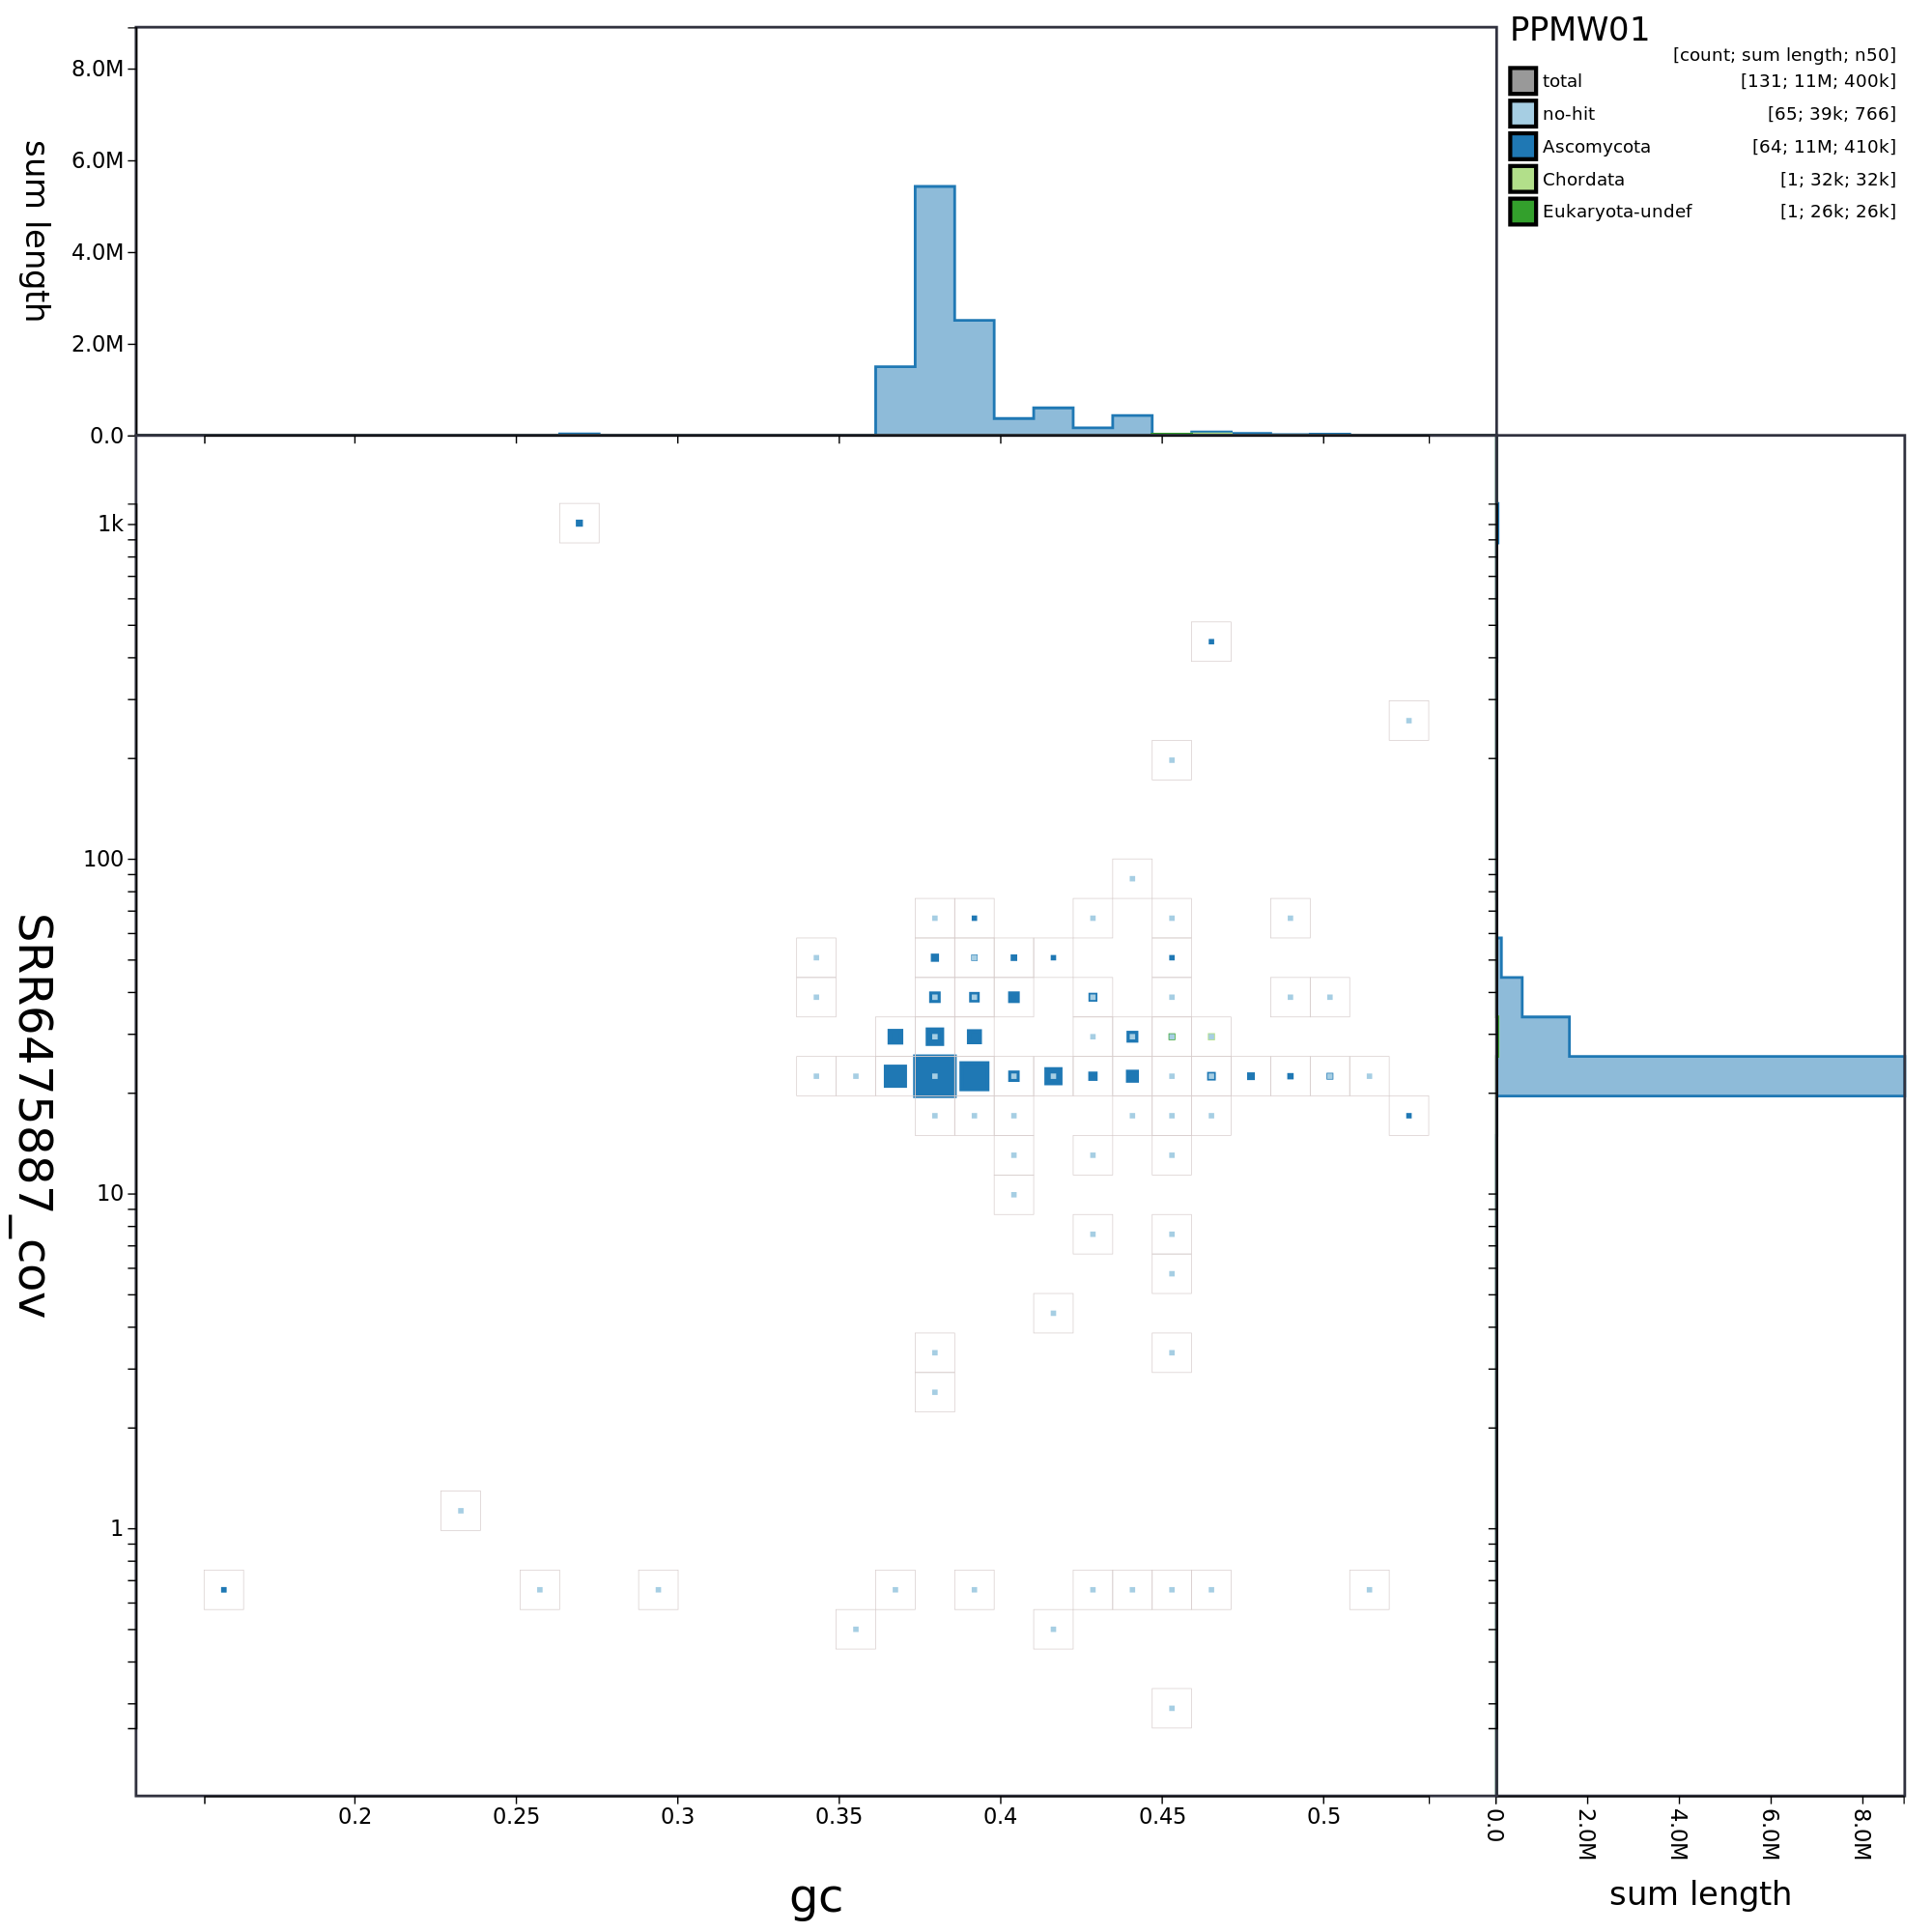 PPMW01
[count; sum length; n50]
total [131; 11M; 400k]
no-hit [65; 39k; 766]
Ascomycota [64; 11M; 410k]
Chordata [1; 32k; 32k]
Eukaryota-undef [1; 26k; 26k]
sum length
8.0M
6.0M
4.0M
2.0M
0.0
SRR6475887_cov
1k
100
10
1
0.2 0.25 0.3 0.35 0.4 0.45 0.5
gc
0.0 2.0M 4.0M 6.0M 8.0M
sum length